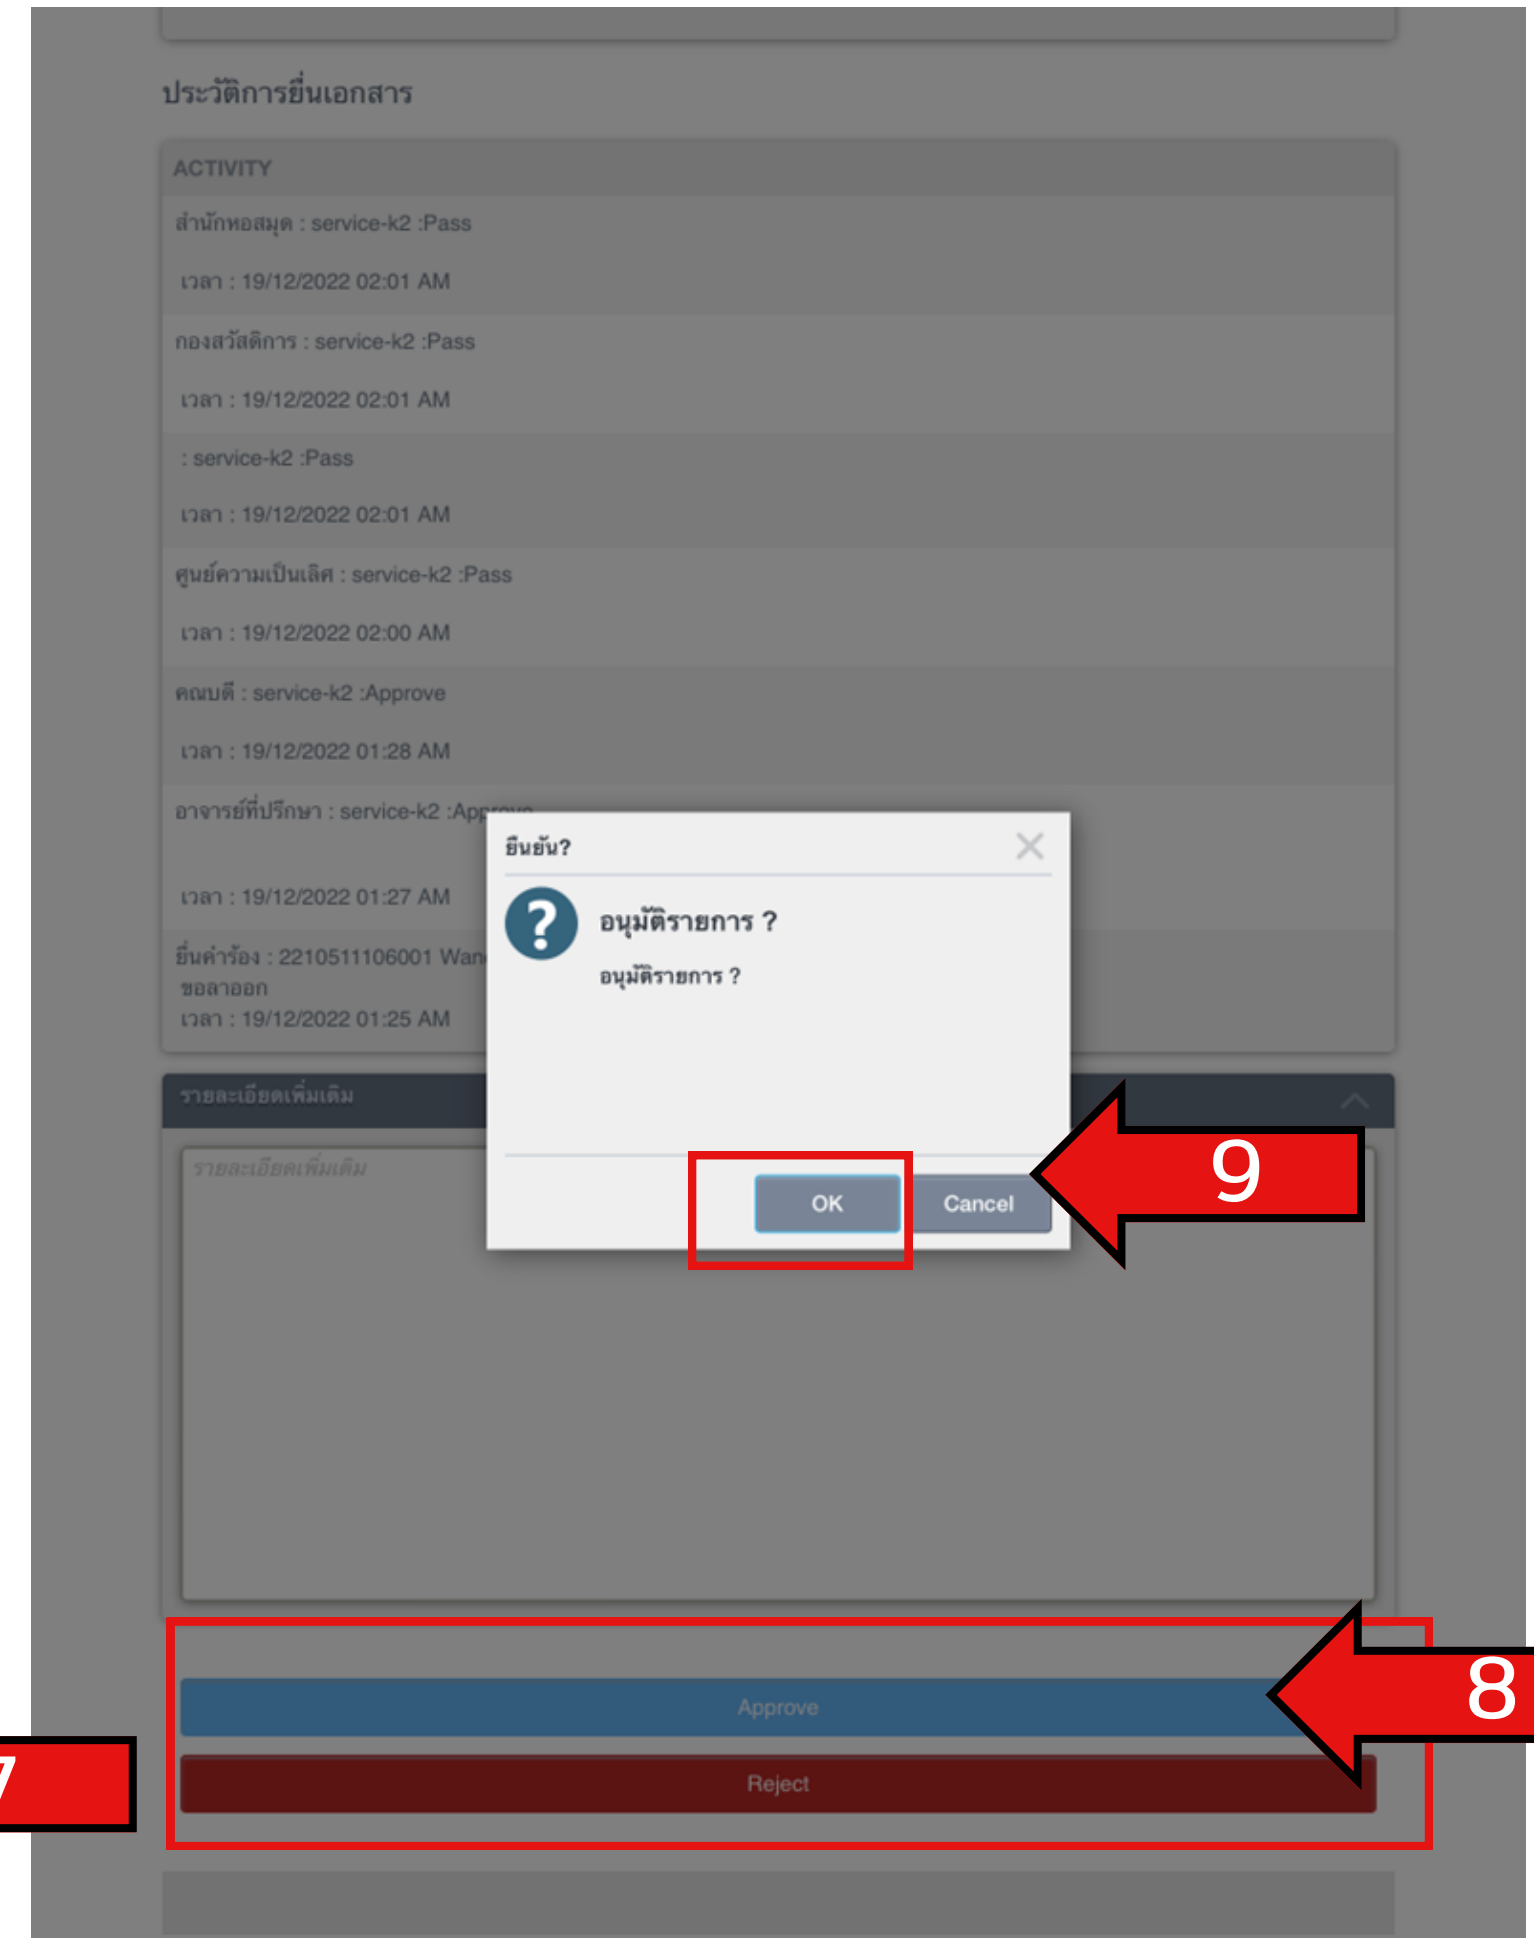 ประวัติการยื่นเอกสาร
ACTIVITY
สำนักหอสมุด : service-k2 :Pass
เวลา : 19/12/2022 02:01 AM
กองสวัสดิการ : service-k2 :Pass
เวลา : 19/12/2022 02:01 AM
: service-k2 :Pass
เวลา : 19/12/2022 02:01 AM
ศูนย์ความเป็นเลิศ : service-k2 :Pass
เวลา : 19/12/2022 02:00 AM
คณบดี : service-k2 :Approve
เวลา : 19/12/2022 01:28 AM
อาจารย์ที่ปรึกษา : service-k2 :Approve
เวลา : 19/12/2022 01:27 AM
ยื่นคำร้อง : 2210511106001
ขอลาออก
เวลา : 19/12/2022 01:25 AM
ยืนยัน?
อนุมัติรายการ ?
อนุมัติรายการ ?
OK Cancel
9
รายละเอียดเพิ่มเติม
รายละเอียดเพิ่มเติม
Approve
8
Reject
7